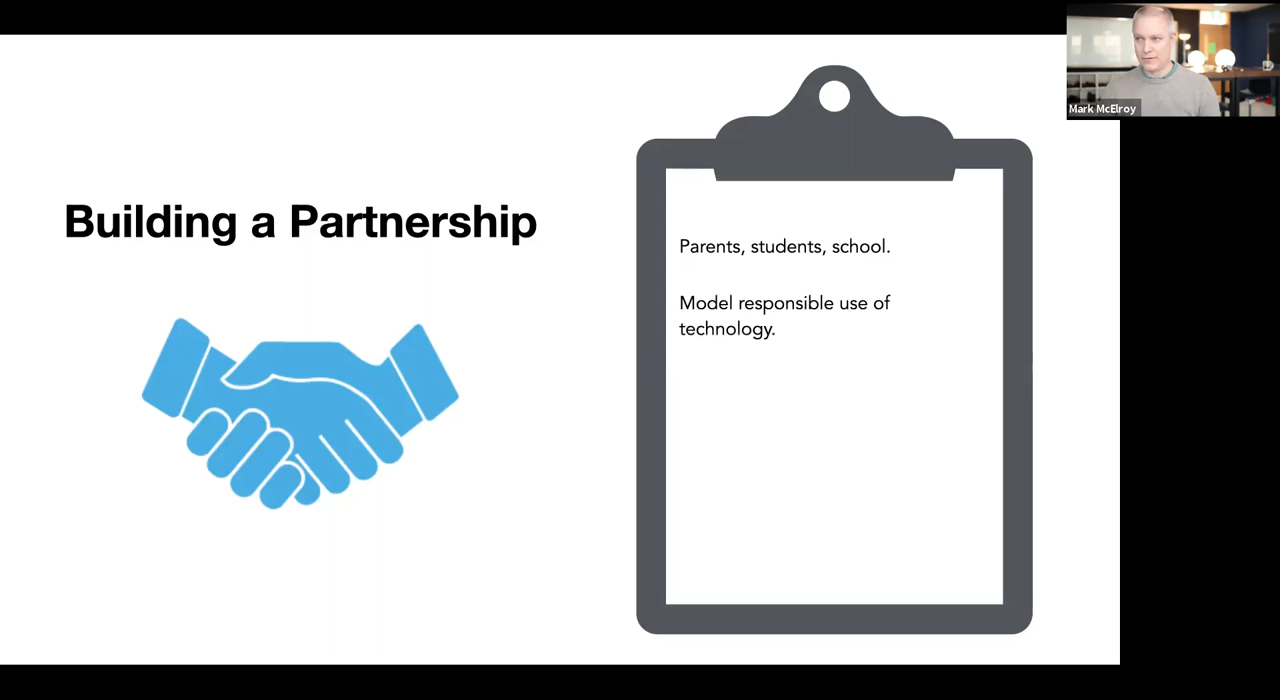 Mark McElroy
Building a Partnership
Parents, students, school.
Model responsible use of
technology.